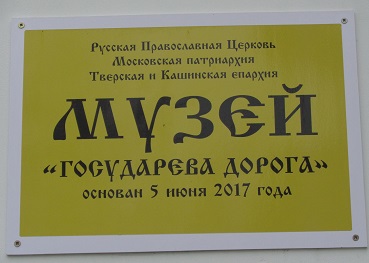 Русская Православная Церковь
Московская патриархия
Тверская и Кашинская епархия
МУЗЕЙ
“ГОСУДАРЕВА ДОРОГА”
основан 5 июня 2017 года